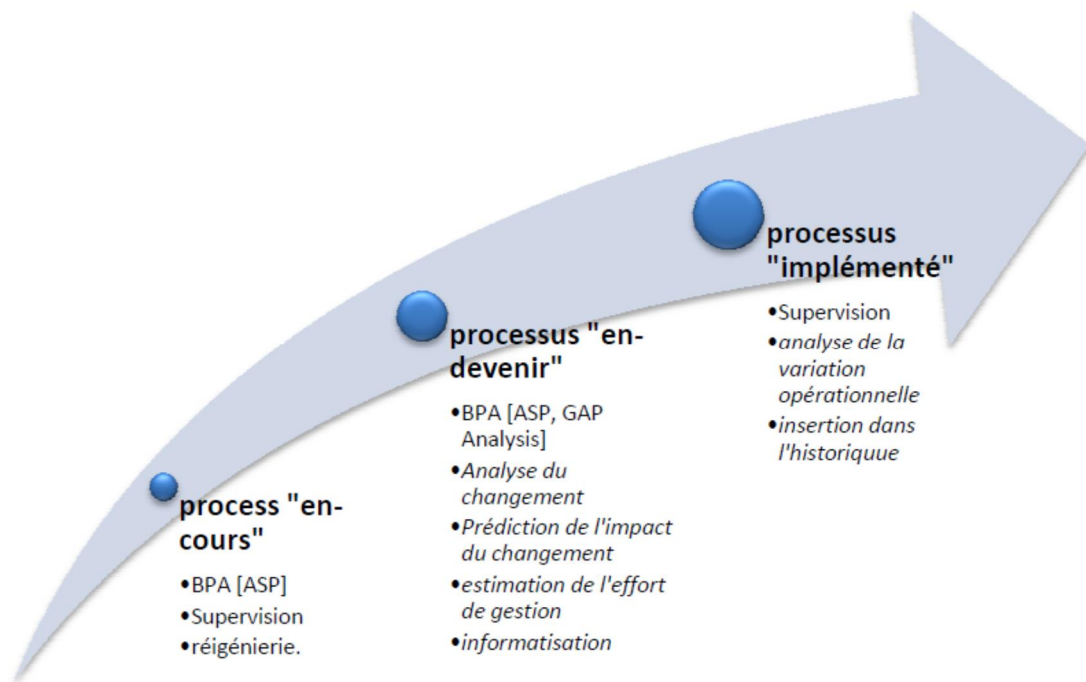 process "en-
cours"
•BPA [ASP]
•Supervision
•réigénierie.
processus "en-
devenir"
•BPA [ASP, GAP
Analysis]
•Analyse du
changement
•Prédiction de l'impact
du changement
•estimation de l'effort
de gestion
•informatisation
processus
"implémenté"
•Supervision
•analyse de la
variation
opérationnelle
•insertion dans
l'historiquue